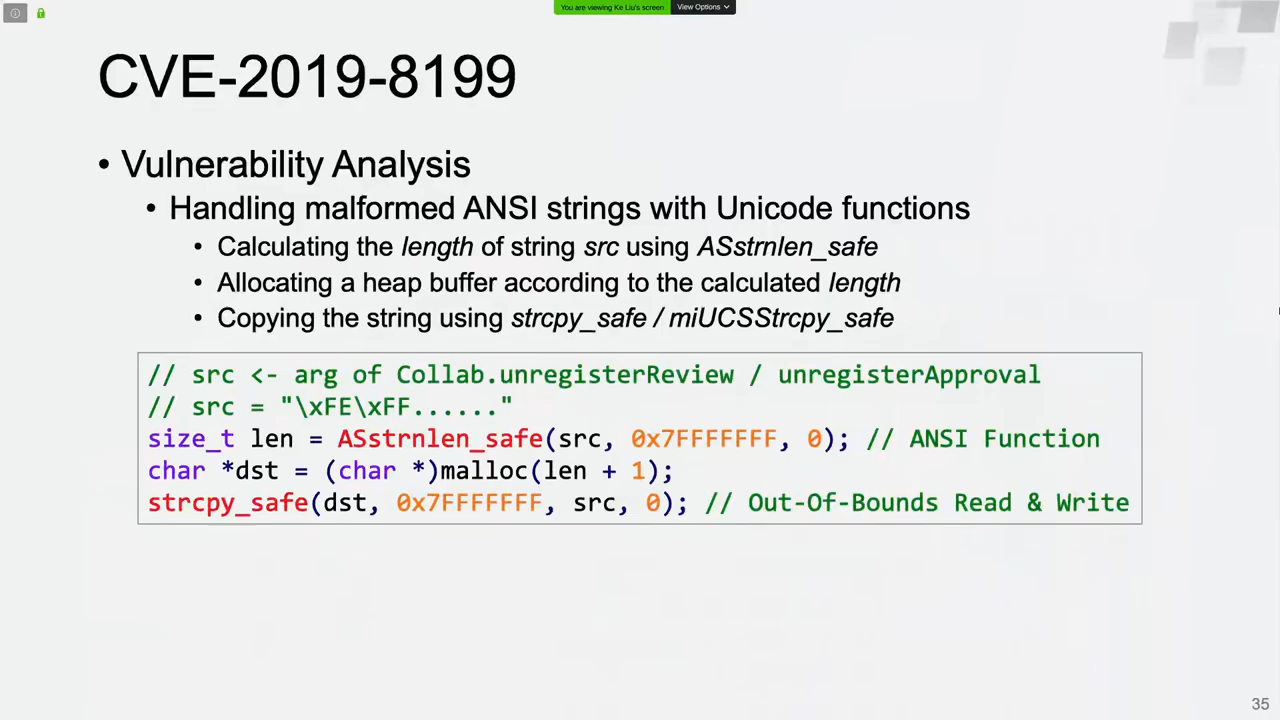 You are viewing Ke Liu's screen View Options
CVE-2019-8199
• Vulnerability Analysis
• Handling malformed ANSI strings with Unicode functions
• Calculating the length of string src using ASstrnlen_safe
• Allocating a heap buffer according to the calculated length
• Copying the string using strcpy_safe / miUCSStrcpy_safe
// src <- arg of Collab.unregisterReview / unregisterApproval
// src = "\xFE\xFF......"
size_t len = ASstrnlen_safe(src, 0x7FFFFFFF, 0); // ANSI Function
char *dst = (char *)malloc(len + 1);
strcpy_safe(dst, 0x7FFFFFFF, src, 0); // Out-Of-Bounds Read & Write
35